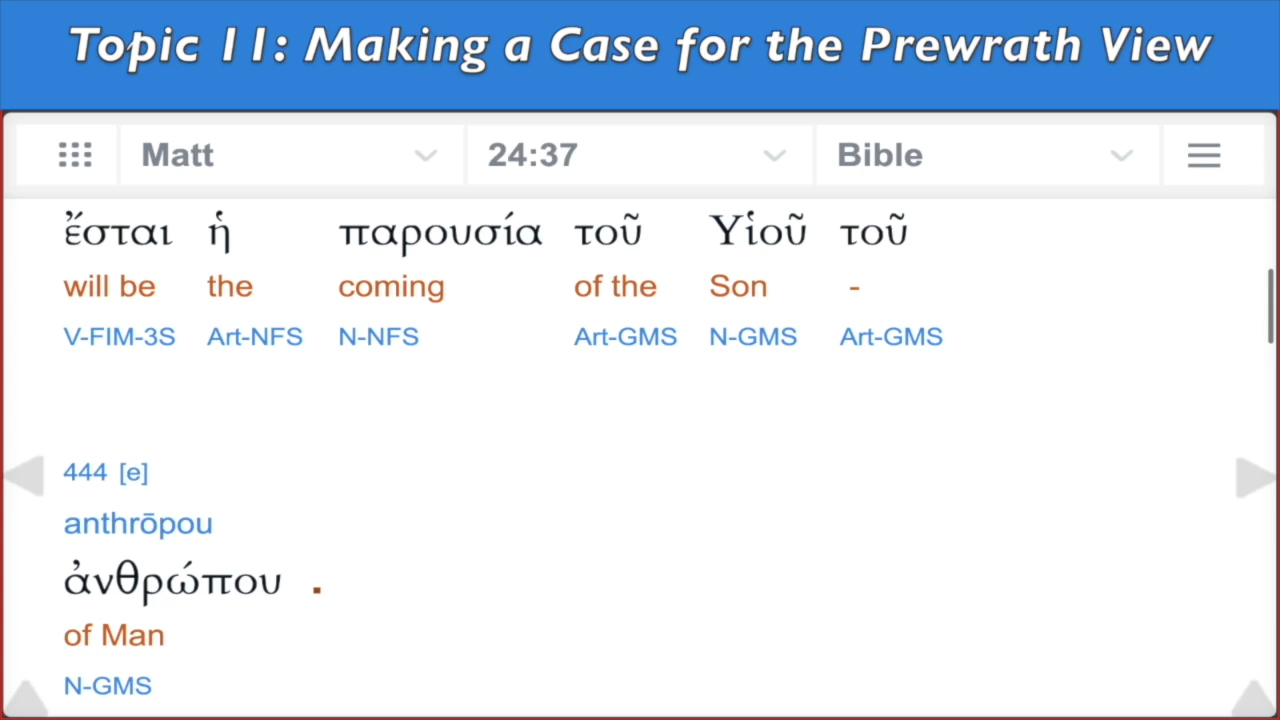 Topic 11: Making a Case for the Prewrath View
Matt 24:37 Bible
ἔσται ἡ παρουσία τοῦ Υἱοῦ τοῦ
will be the coming of the Son -
V-FIM-3S Art-NFS N-NFS Art-GMS N-GMS Art-GMS
444 [e]
anthrōpou
ἀνθρώπου .
of Man
N-GMS